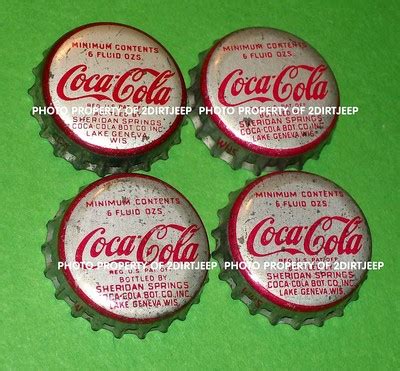 MINIMUM CONTENTS
6 FLUID OZS.
Coca-Cola
PHOTO PROPERTY OF 2DIRTJEEP
BOTTLED BY
SHERIDAN SPRINGS
COCA-COLA BOT. CO. INC.
LAKE GENEVA,
WIS.
MINIMUM CONTENTS
6 FLUID OZS.
Coca-Cola
PHOTO PROPERTY OF 2DIRTJEEP
SHERIDAN SPRINGS
COCA-COLA BOT. CO. INC.
LAKE GENEVA, WIS.
MINIMUM CONTENTS
6 FLUID OZS.
Coca-Cola
PHOTO PROPERTY OF 2DIRTJEEP
REG. U.S. PAT. OFF.
BOTTLED BY
SHERIDAN SPRINGS
COCA-COLA BOT. CO. INC.
LAKE GENEVA, WIS.
MINIMUM CONTENTS
6 FLUID OZS.
Coca-Cola
PHOTO PROPERTY OF 2DIRTJEEP
REG. U.S. PAT. OFF.
SHERIDAN SPRINGS
COCA-COLA BOT. CO. INC.
LAKE GENEVA, WIS.